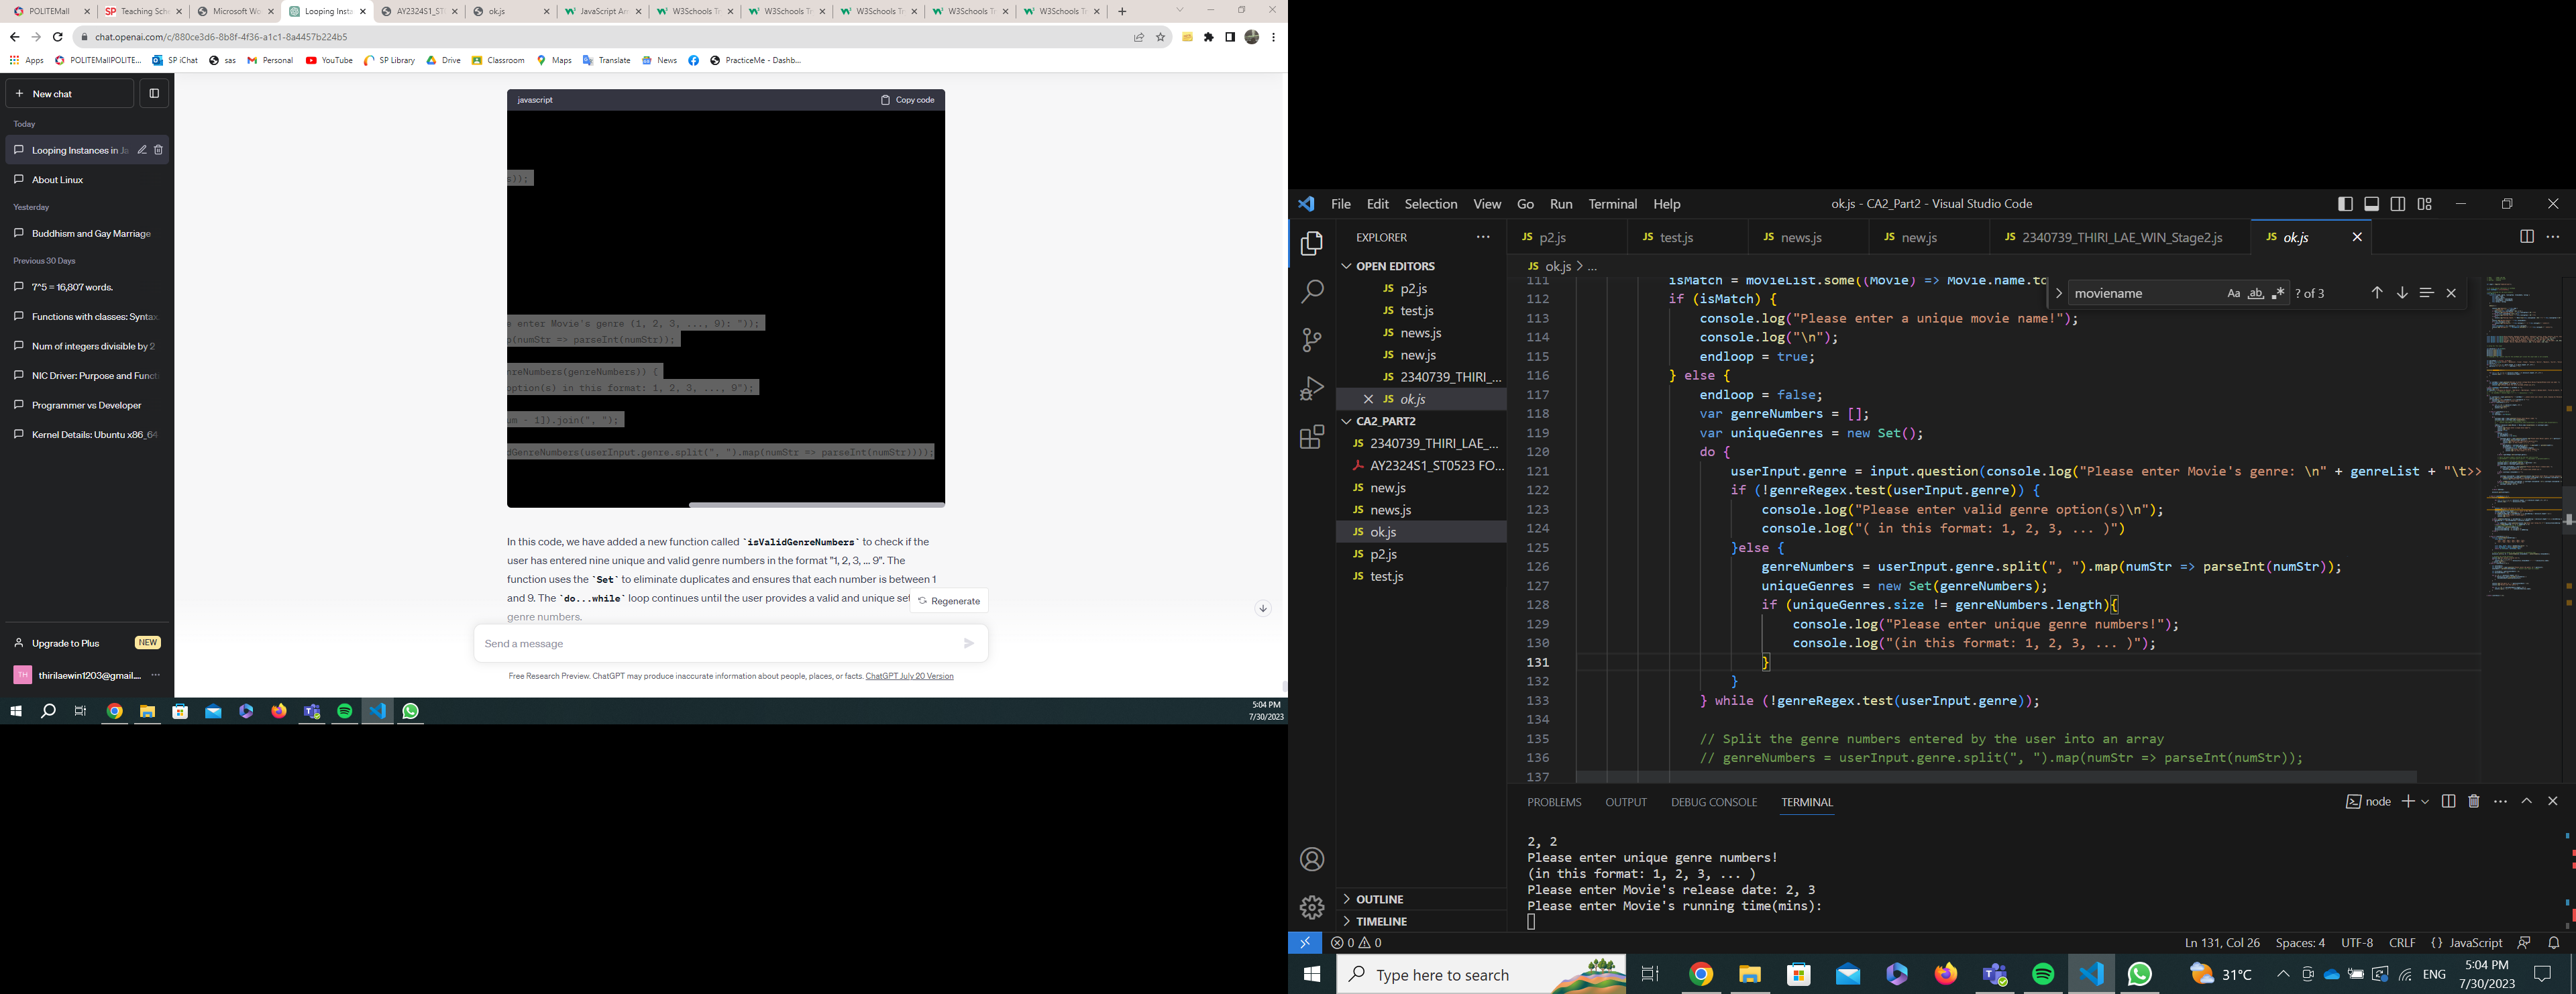 POLITEMall
Teaching Sch
Microsoft Wo
Looping Insta
AY2324S1_ST
ok.js
JavaScript Arr
W3Schools Tr
W3Schools Tr
W3Schools Tr
W3Schools Tr
W3Schools Tr
chat.openai.com/c/880ce3d6-8b8f-4f36-a1c1-8a4457b224b5
Apps
POLITEMallPOLITE...
SP iChat
sas
Personal
YouTube
SP Library
Drive
Classroom
Maps
Translate
News
PracticeMe - Dashb...
New chat
Today
Looping Instances in Ja
About Linux
Yesterday
Buddhism and Gay Marriage
Previous 30 Days
7^5 = 16,807 words.
Functions with classes: Syntax
Num of integers divisible by 2
NIC Driver: Purpose and Functi
Programmer vs Developer
Kernel Details: Ubuntu x86_64
Upgrade to Plus
NEW
TH
thirilaewin1203@gmail....
javascript
Copy code
s));
e enter Movie's genre (1, 2, 3, ..., 9): "));
p(numStr => parseInt(numStr));
nreNumbers(genreNumbers)) {
option(s) in this format: 1, 2, 3, ..., 9");
um - 1]).join(", ");
dGenreNumbers(userInput.genre.split(", ").map(numStr => parseInt(numStr))));
In this code, we have added a new function called `isValidGenreNumbers` to check if the
user has entered nine unique and valid genre numbers in the format "1, 2, 3, ... 9". The
function uses the `Set` to eliminate duplicates and ensures that each number is between 1
and 9. The `do...while` loop continues until the user provides a valid and unique set
genre numbers.
Regenerate
Send a message
Free Research Preview. ChatGPT may produce inaccurate information about people, places, or facts. ChatGPT July 20 Version
5:04 PM
7/30/2023
File Edit Selection View Go Run Terminal Help
ok.js - CA2_Part2 - Visual Studio Code
EXPLORER
JS p2.js
JS test.js
JS news.js
JS new.js
JS 2340739_THIRI_LAE_WIN_Stage2.js
JS ok.js
OPEN EDITORS
JS p2.js
JS test.js
JS news.js
JS new.js
JS 2340739_THIRI_...
JS ok.js
CA2_PART2
JS 2340739_THIRI_LAE_...
AY2324S1_ST0523 FO...
JS new.js
JS news.js
JS ok.js
JS p2.js
JS test.js
OUTLINE
TIMELINE
JS ok.js > ...
moviename
Aa ab
? of 3
111 isMatch = movieList.some((Movie) => Movie.name.to
112 if (isMatch) {
113 console.log("Please enter a unique movie name!");
114 console.log("\n");
115 endloop = true;
116 } else {
117 endloop = false;
118 var genreNumbers = [];
119 var uniqueGenres = new Set();
120 do {
121 userInput.genre = input.question(console.log("Please enter Movie's genre: \n" + genreList + "\t>>
122 if (!genreRegex.test(userInput.genre)) {
123 console.log("Please enter valid genre option(s)\n");
124 console.log("( in this format: 1, 2, 3, ... )")
125 }else {
126 genreNumbers = userInput.genre.split(", ").map(numStr => parseInt(numStr));
127 uniqueGenres = new Set(genreNumbers);
128 if (uniqueGenres.size != genreNumbers.length){
129 console.log("Please enter unique genre numbers!");
130 console.log("(in this format: 1, 2, 3, ... )");
131 }
132 }
133 } while (!genreRegex.test(userInput.genre));
134
135 // Split the genre numbers entered by the user into an array
136 // genreNumbers = userInput.genre.split(", ").map(numStr => parseInt(numStr));
137
PROBLEMS OUTPUT DEBUG CONSOLE TERMINAL
node
2, 2
Please enter unique genre numbers!
(in this format: 1, 2, 3, ... )
Please enter Movie's release date: 2, 3
Please enter Movie's running time(mins):
0 0
Ln 131, Col 26 Spaces: 4 UTF-8 CRLF {} JavaScript
Type here to search
31°C
ENG
5:04 PM
7/30/2023